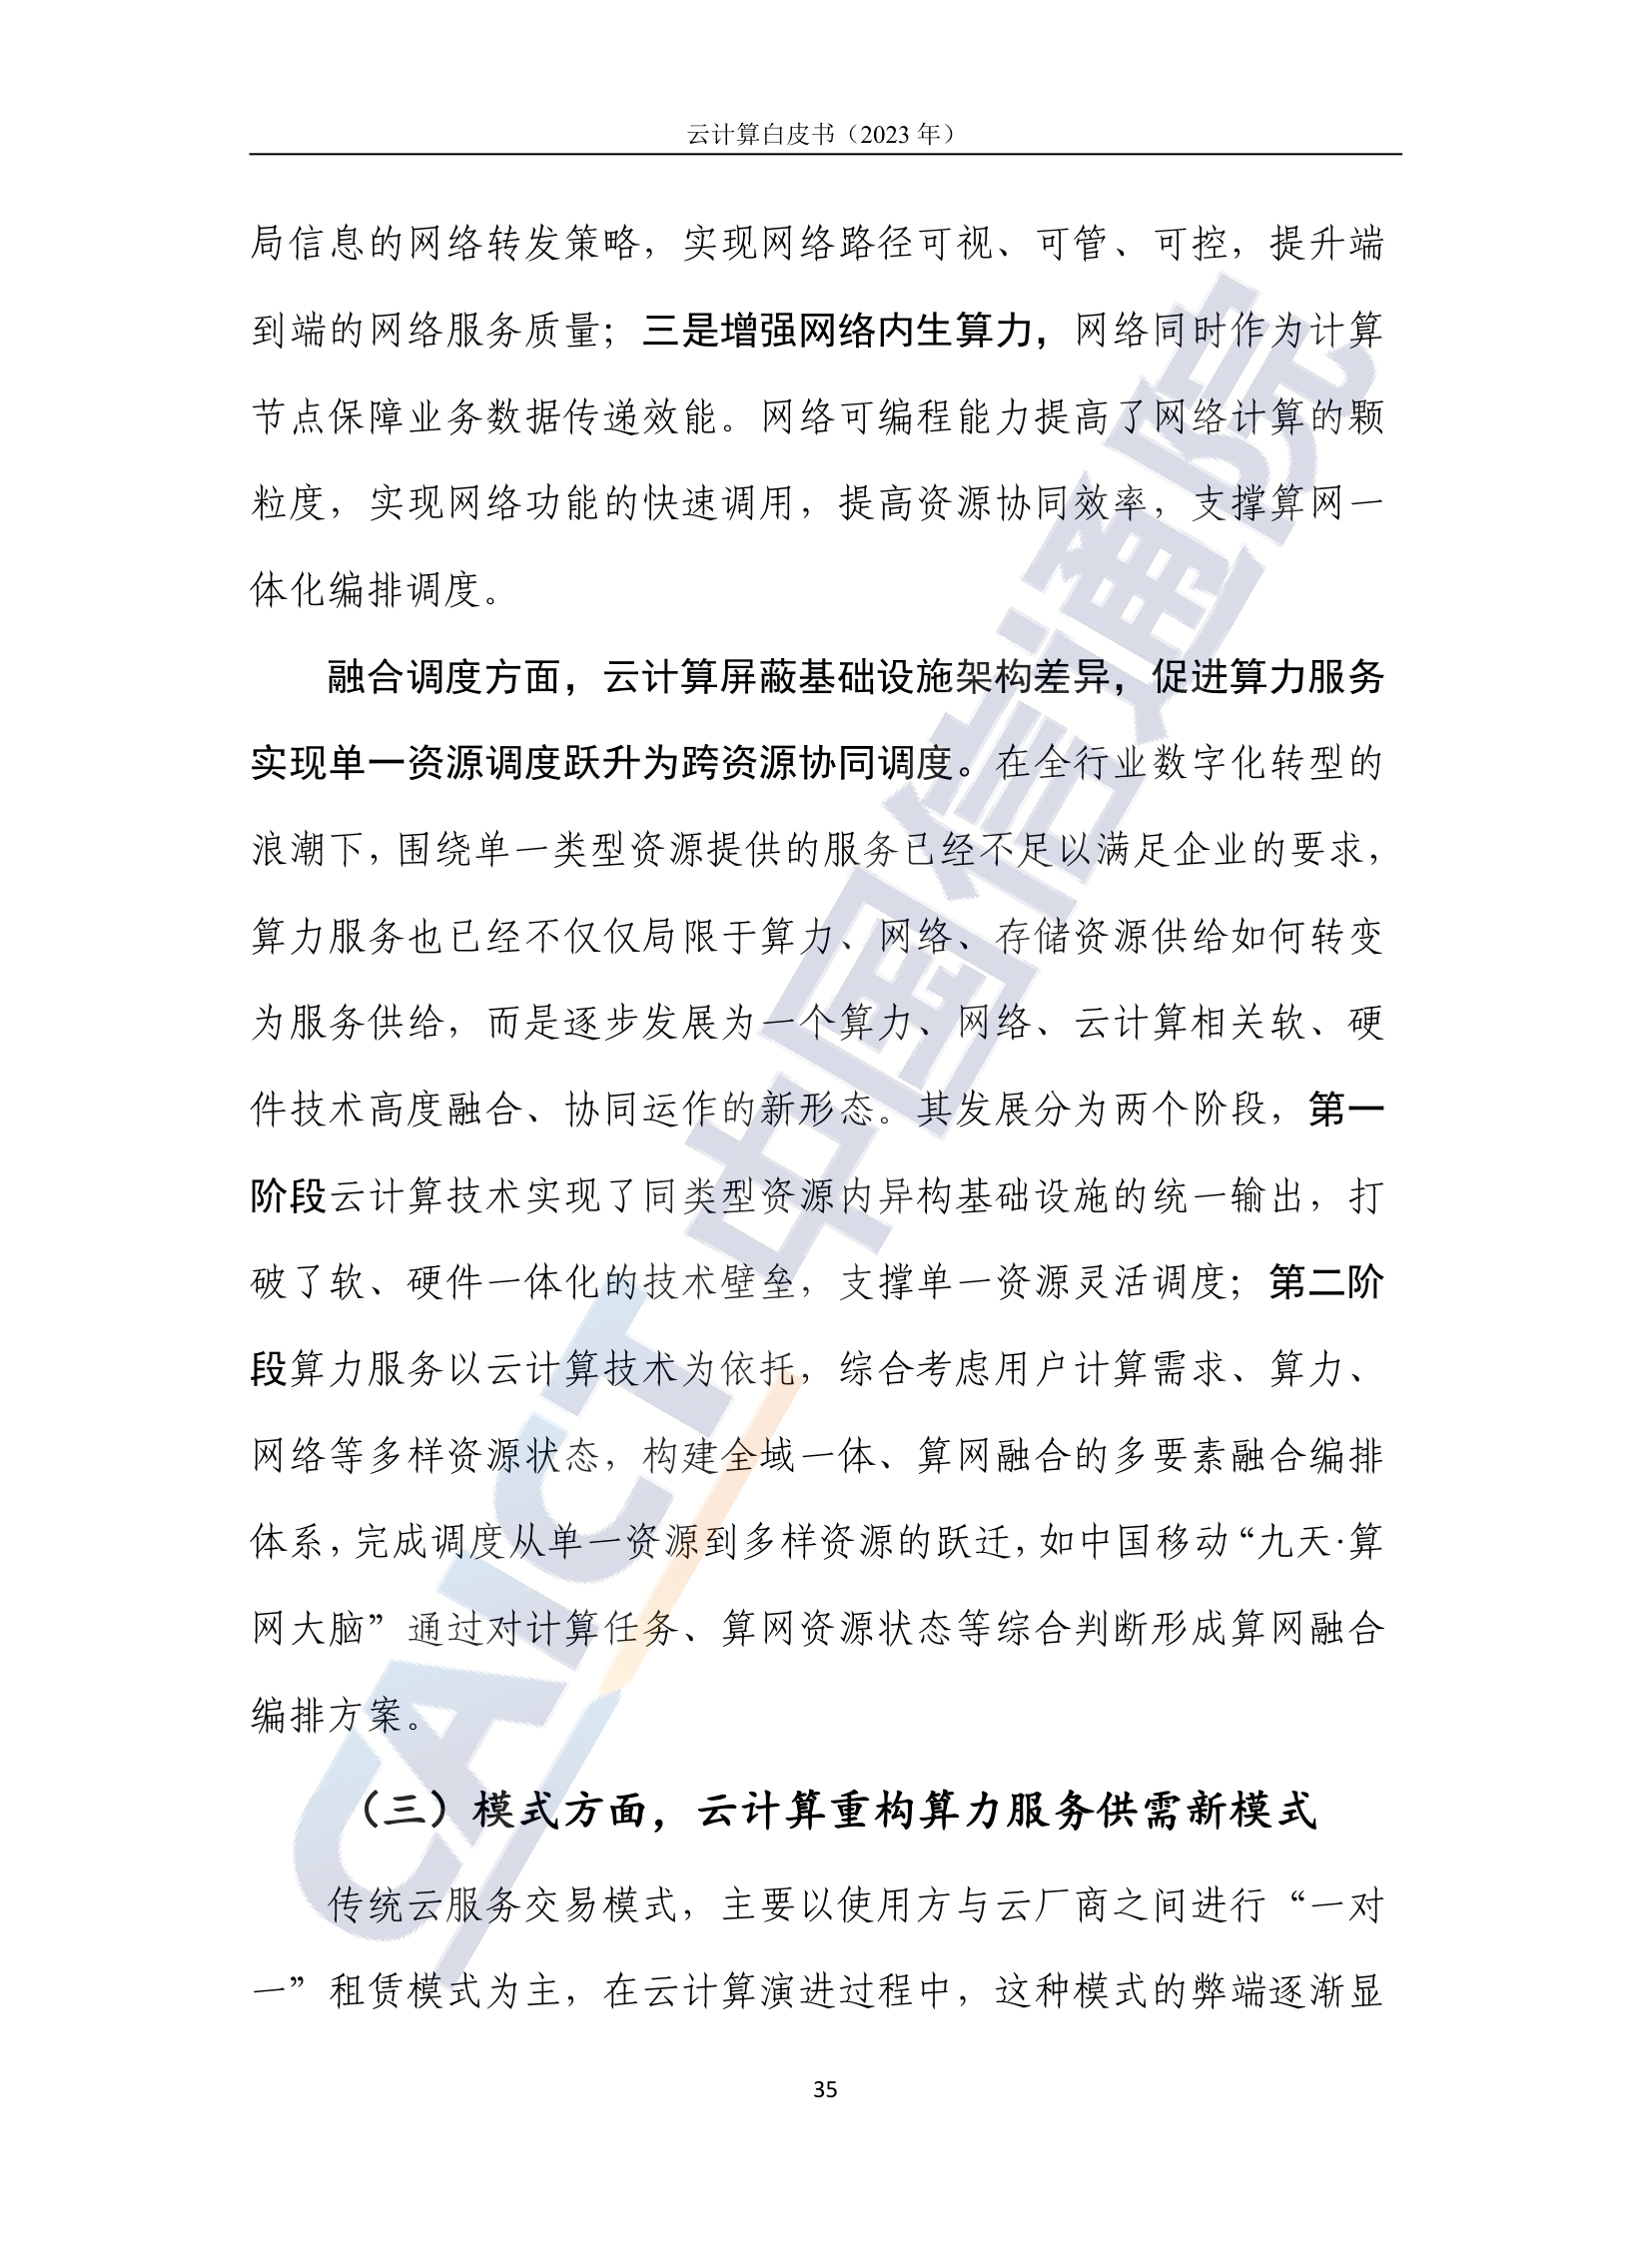 云计算白皮书（2023 年）
局信息的网络转发策略，实现网络路径可视、可管、可控，提升端
到端的网络服务质量；三是增强网络内生算力，网络同时作为计算
节点保障业务数据传递效能。网络可编程能力提高了网络计算的颗
粒度，实现网络功能的快速调用，提高资源协同效率，支撑算网一
体化编排调度。
融合调度方面，云计算屏蔽基础设施架构差异，促进算力服务
实现单一资源调度跃升为跨资源协同调度。在全行业数字化转型的
浪潮下，围绕单一类型资源提供的服务已经不足以满足企业的要求，
算力服务也已经不仅仅局限于算力、网络、存储资源供给如何转变
为服务供给，而是逐步发展为一个算力、网络、云计算相关软、硬
件技术高度融合、协同运作的新形态。其发展分为两个阶段，第一
阶段云计算技术实现了同类型资源内异构基础设施的统一输出，打
破了软、硬件一体化的技术壁垒，支撑单一资源灵活调度；第二阶
段算力服务以云计算技术为依托，综合考虑用户计算需求、算力、
网络等多样资源状态，构建全域一体、算网融合的多要素融合编排
体系，完成调度从单一资源到多样资源的跃迁，如中国移动“九天·算
网大脑”通过对计算任务、算网资源状态等综合判断形成算网融合
编排方案。
（三）模式方面，云计算重构算力服务供需新模式
传统云服务交易模式，主要以使用方与云厂商之间进行“一对
一”租赁模式为主，在云计算演进过程中，这种模式的弊端逐渐显
35
CAICT 中国信通院